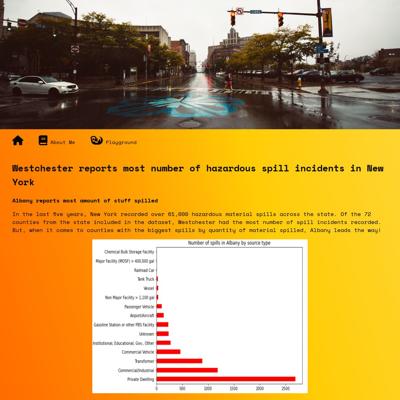 About Me
Playground
Westchester reports most number of hazardous spill incidents in New
York
Albany reports most amount of stuff spilled
In the last five years, New York recorded over 61,000 hazardous material spills across the state. Of the 72
counties from the state included in the dataset, Westchester had the most number of spill incidents recorded.
But, when it comes to counties with the biggest spills by quantity of material spilled, Albany leads the way!
Number of spills in Albany by source type
Chemical Bulk Storage Facility
Major Facility (MOSF) > 400,000 gal
Railroad Car
Tank Truck
Vessel
Non Major Facility > 1,100 gal
Passenger Vehicle
Airport/Aircraft
Gasoline Station or other PBS Facility
Unknown
Institutional, Educational, Gov., Other
Commercial Vehicle
Transformer
Commercial/Industrial
Private Dwelling
0 500 1000 1500 2000 2500